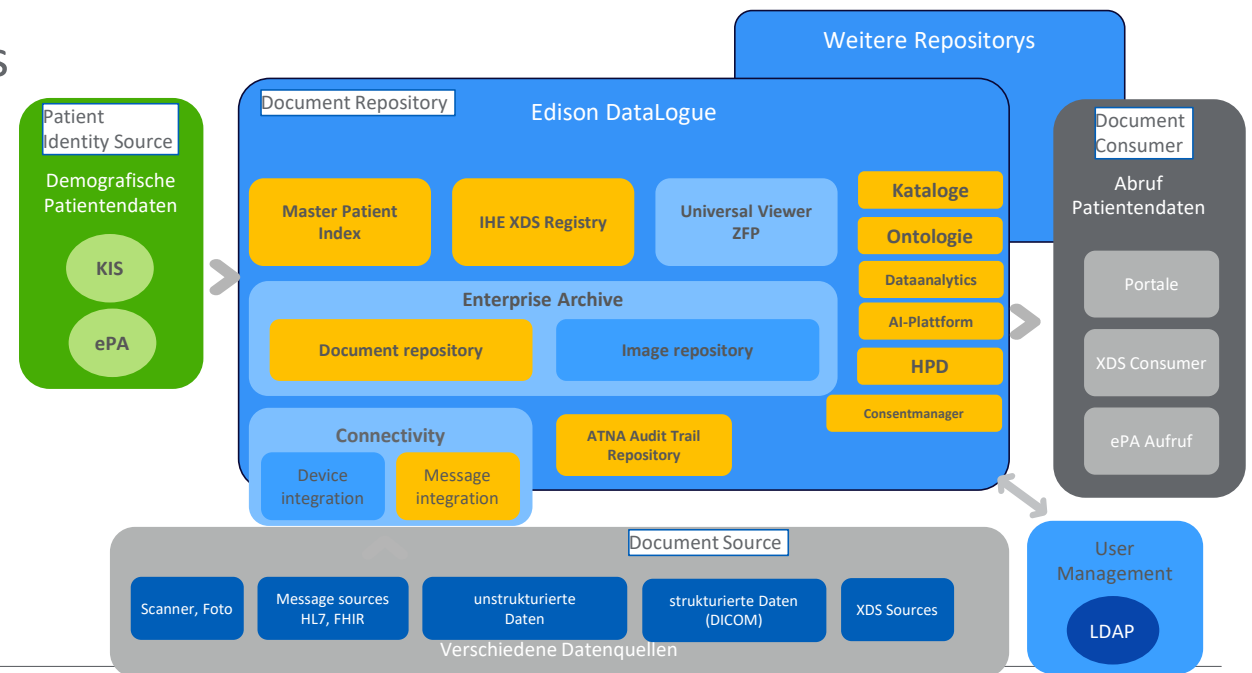 s
Weitere Repositorys
Patient
Identity Source
Demografische
Patientendaten
KIS
ePA
Document Repository
Edison DataLogue
Master Patient
Index
IHE XDS Registry
Universal Viewer
ZFP
Kataloge
Ontologie
Dataanalytics
AI-Plattform
HPD
Consentmanager
Enterprise Archive
Document repository
Image repository
Connectivity
Device
integration
Message
integration
ATNA Audit Trail
Repository
Document
Consumer
Abruf
Patientendaten
Portale
XDS Consumer
ePA Aufruf
Document Source
Scanner, Foto
Message sources
HL7, FHIR
unstrukturierte
Daten
strukturierte Daten
(DICOM)
XDS Sources
Verschiedene Datenquellen
User
Management
LDAP